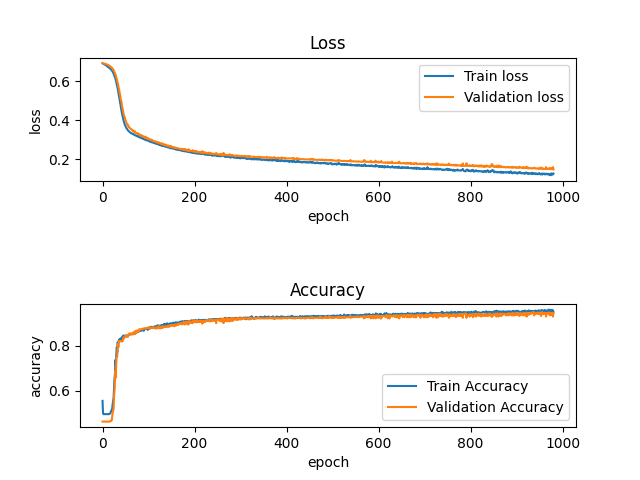 Loss
Train loss
Validation loss
0.6
0.4
0.2
loss
0
200
400
600
800
1000
epoch
Accuracy
0.8
0.6
accuracy
Train Accuracy
Validation Accuracy
0
200
400
600
800
1000
epoch